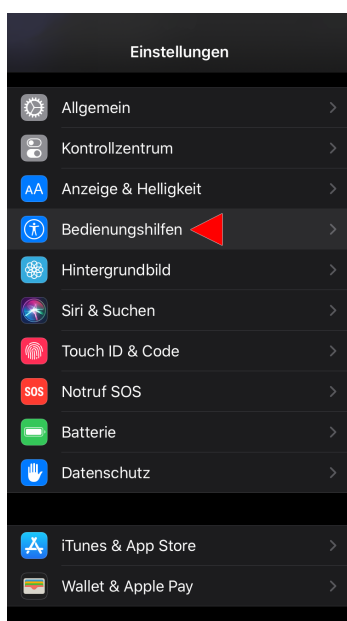 Einstellungen
Allgemein
Kontrollzentrum
AA Anzeige & Helligkeit
Bedienungshilfen
Hintergrundbild
Siri & Suchen
Touch ID & Code
SOS Notruf SOS
Batterie
Datenschutz
iTunes & App Store
Wallet & Apple Pay